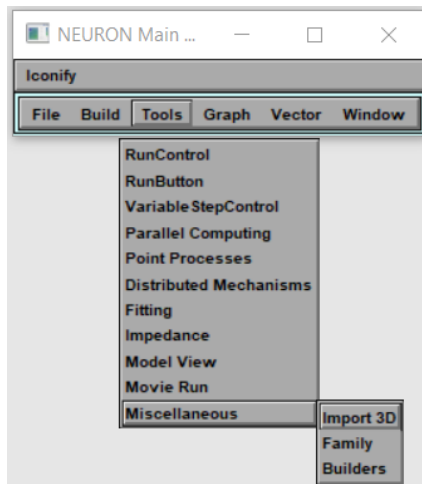 NEURON Main ...
Iconify
File Build Tools Graph Vector Window
RunControl
RunButton
VariableStepControl
Parallel Computing
Point Processes
Distributed Mechanisms
Fitting
Impedance
Model View
Movie Run
Miscellaneous
Import 3D
Family
Builders